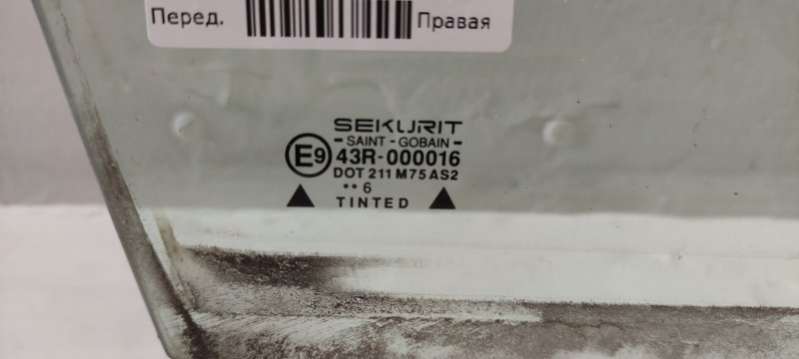 Перед. Правая
SEKURIT
- SAINT - GOBAIN -
E9 43R-000016
DOT 211 M75 AS2
** 6
TINTED